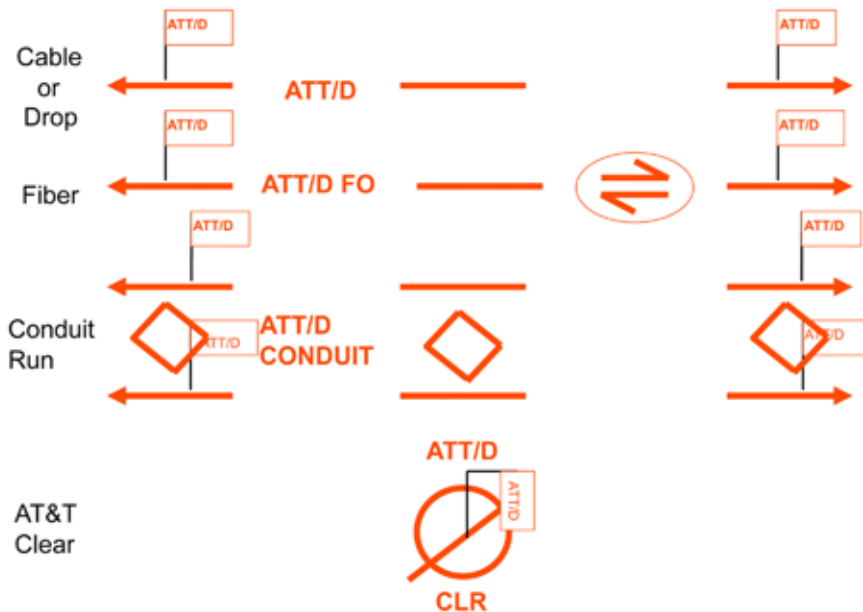 ATT/D
ATT/D
Cable
or
Drop
ATT/D
ATT/D
ATT/D
Fiber
ATT/D FO
ATT/D
ATT/D
Conduit
Run
ATT/D
ATT/D
CONDUIT
ATT/D
ATT/D
AT&T
Clear
ATT/D
CLR